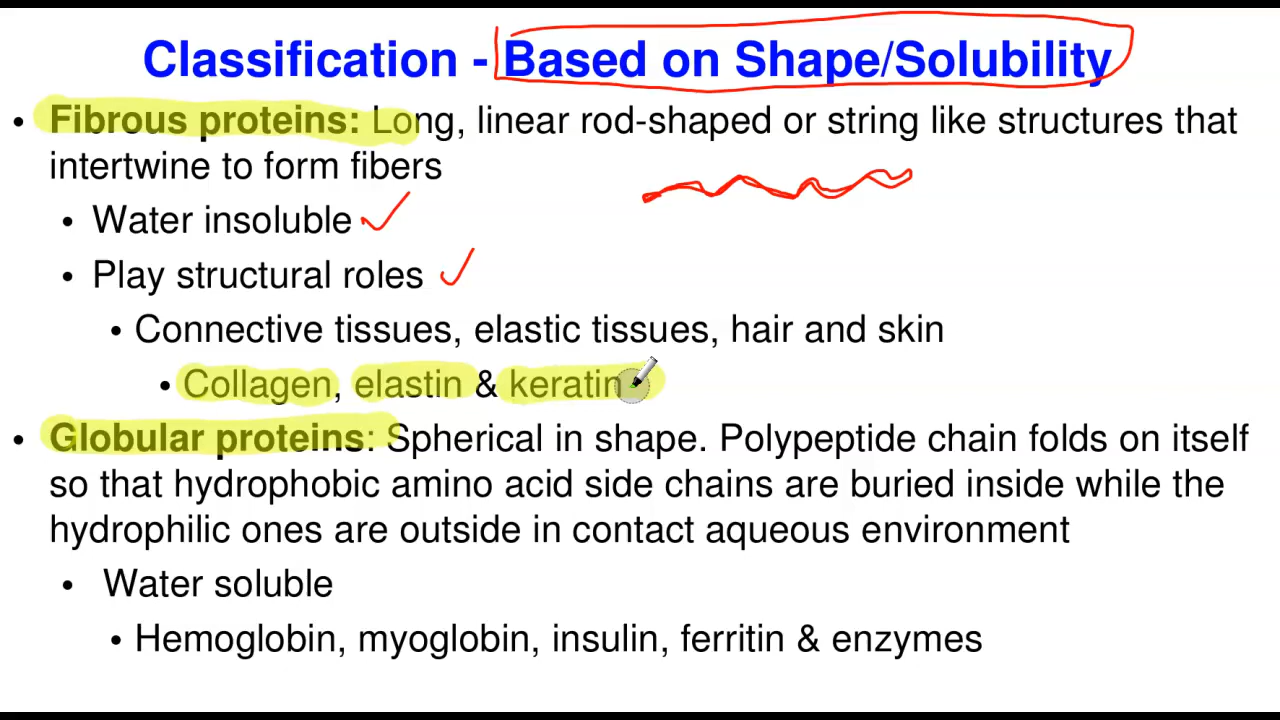 Classification - Based on Shape/Solubility
• Fibrous proteins: Long, linear rod-shaped or string like structures that
intertwine to form fibers
• Water insoluble
• Play structural roles
• Connective tissues, elastic tissues, hair and skin
• Collagen, elastin & keratin
• Globular proteins: Spherical in shape. Polypeptide chain folds on itself
so that hydrophobic amino acid side chains are buried inside while the
hydrophilic ones are outside in contact aqueous environment
• Water soluble
• Hemoglobin, myoglobin, insulin, ferritin & enzymes